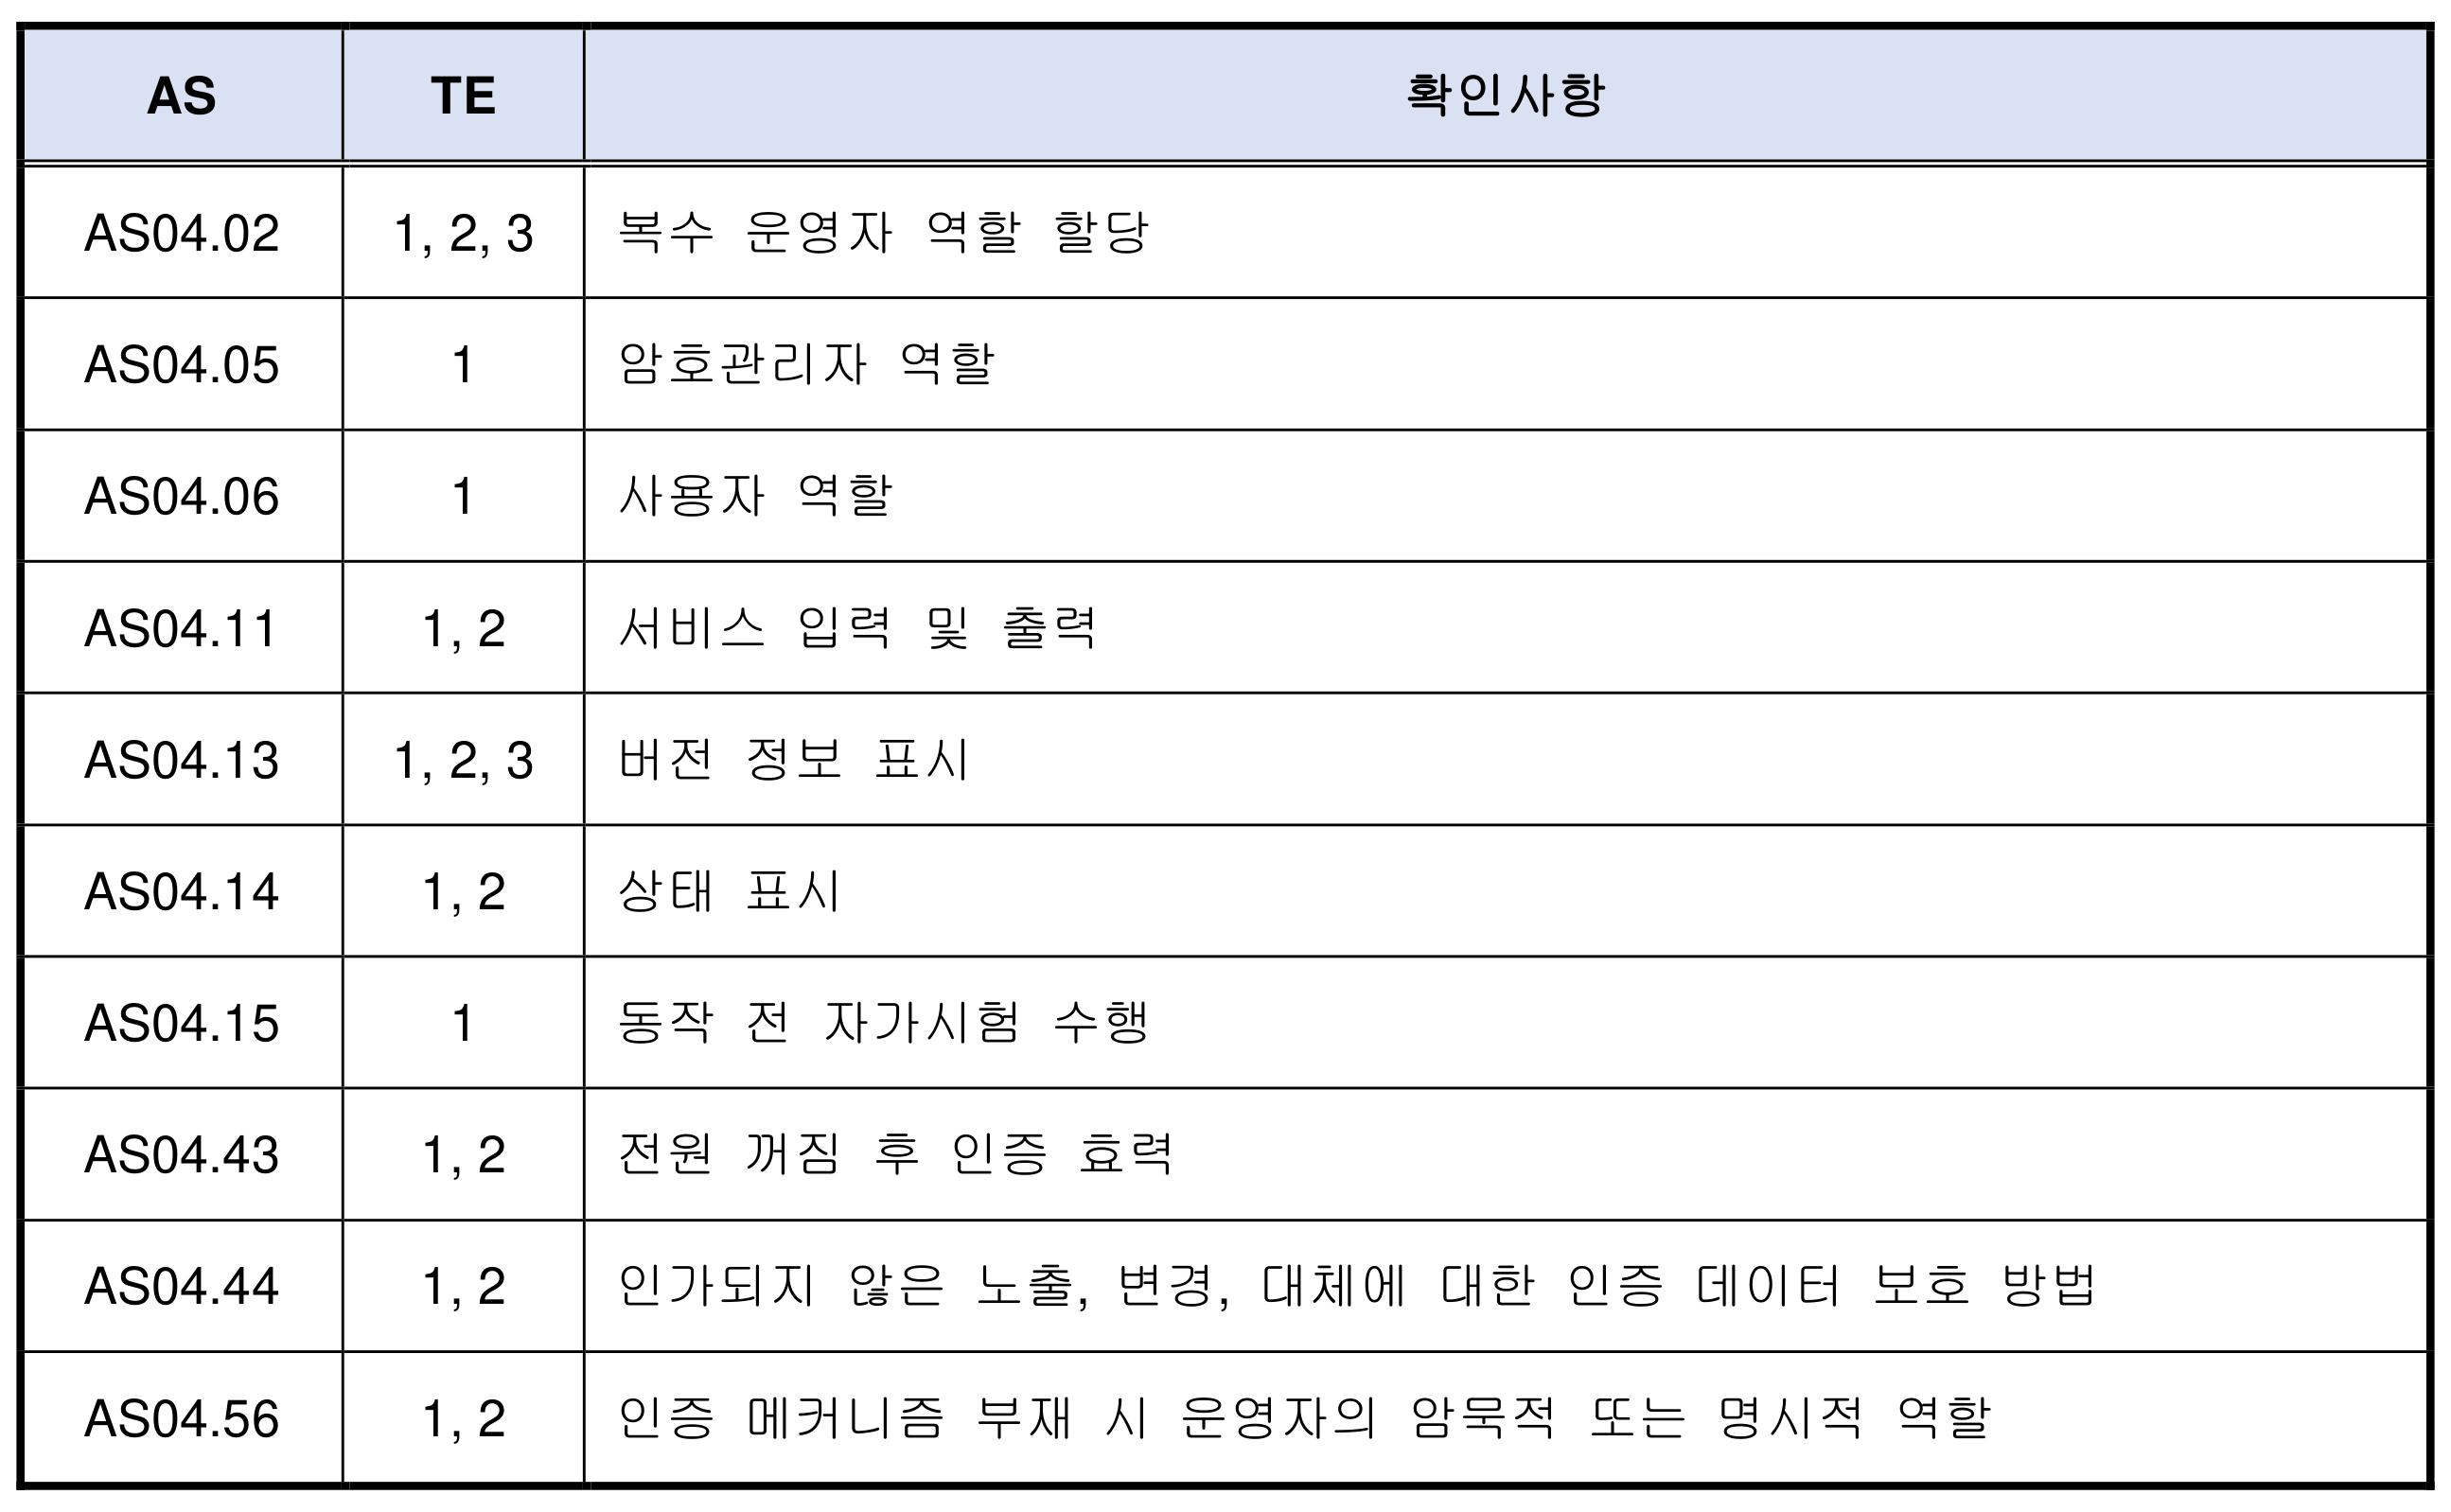 AS TE 확인사항
AS04.02 1, 2, 3 복수 운영자 역할 할당
AS04.05 1 암호관리자 역할
AS04.06 1 사용자 역할
AS04.11 1, 2 서비스 입력 및 출력
AS04.13 1, 2, 3 버전 정보 표시
AS04.14 1, 2 상태 표시
AS04.15 1 동작 전 자가시험 수행
AS04.43 1, 2 전원 꺼짐 후 인증 효력
AS04.44 1, 2 인가되지 않은 노출, 변경, 대체에 대한 인증 데이터 보호 방법
AS04.56 1, 2 인증 메커니즘 부재 시 운영자의 암묵적 또는 명시적 역할